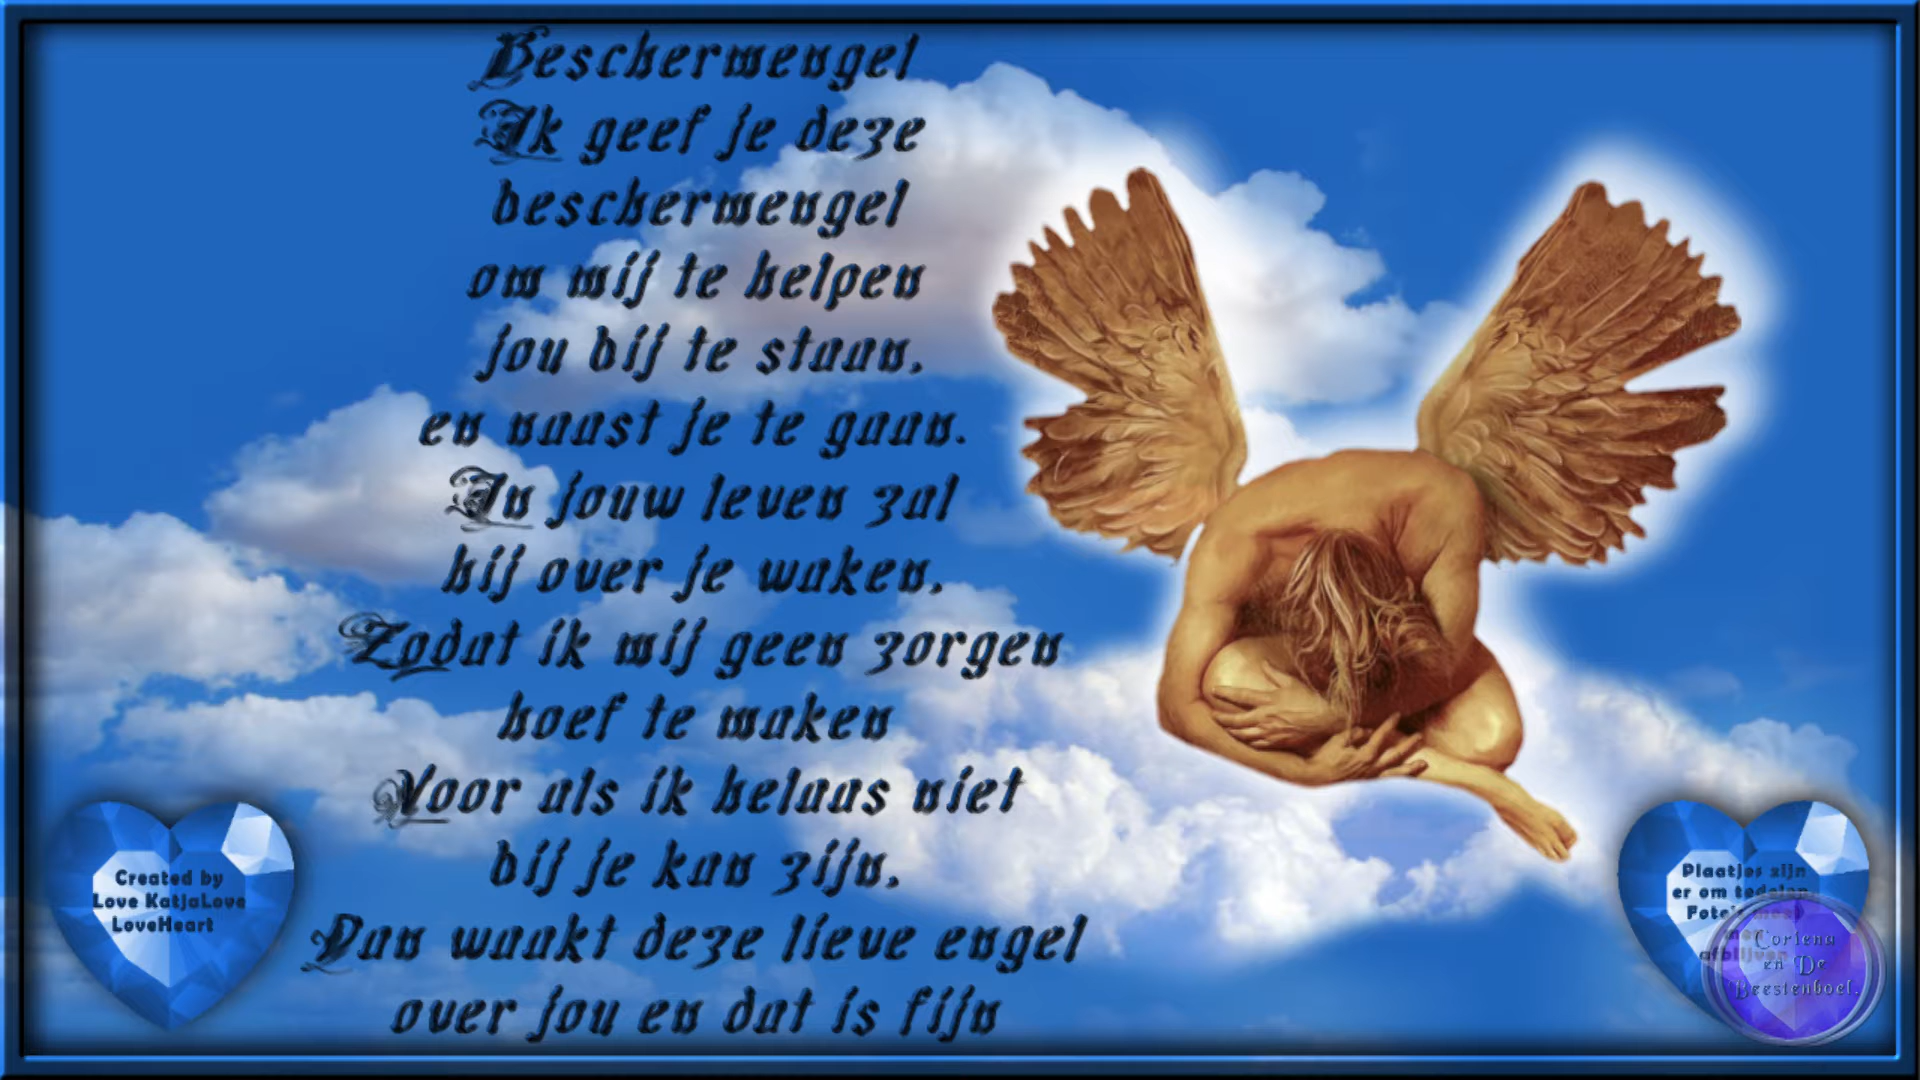 Beschermengel
Ik geef je deze
beschermengel
om mij te helpen
jou bij te staan,
en naast je te gaan.
In jouw leven zal
hij over je waken,
Zodat ik mij geen zorgen
hoef te maken
Voor als ik helaas niet
bij je kan zijn,
Dan waakt deze lieve engel
over jou en dat is fijn
Created by
Love KatjaLove
LoveHeart
Plaatjes zijn
er om te delen
afblijven
Coriena
en De
Beestenboel.